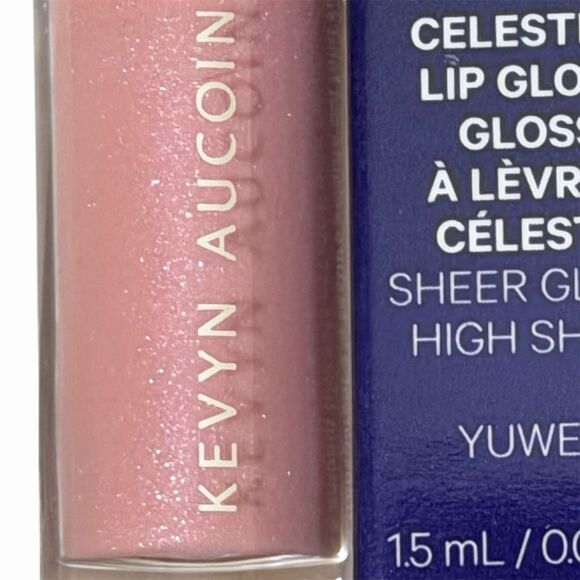 KEVYN AUCOIN
CELEST
LIP GLO
GLOSS
À LÈVR
CÉLEST
SHEER GL
HIGH SH
YUWE
1.5 mL / 0.0